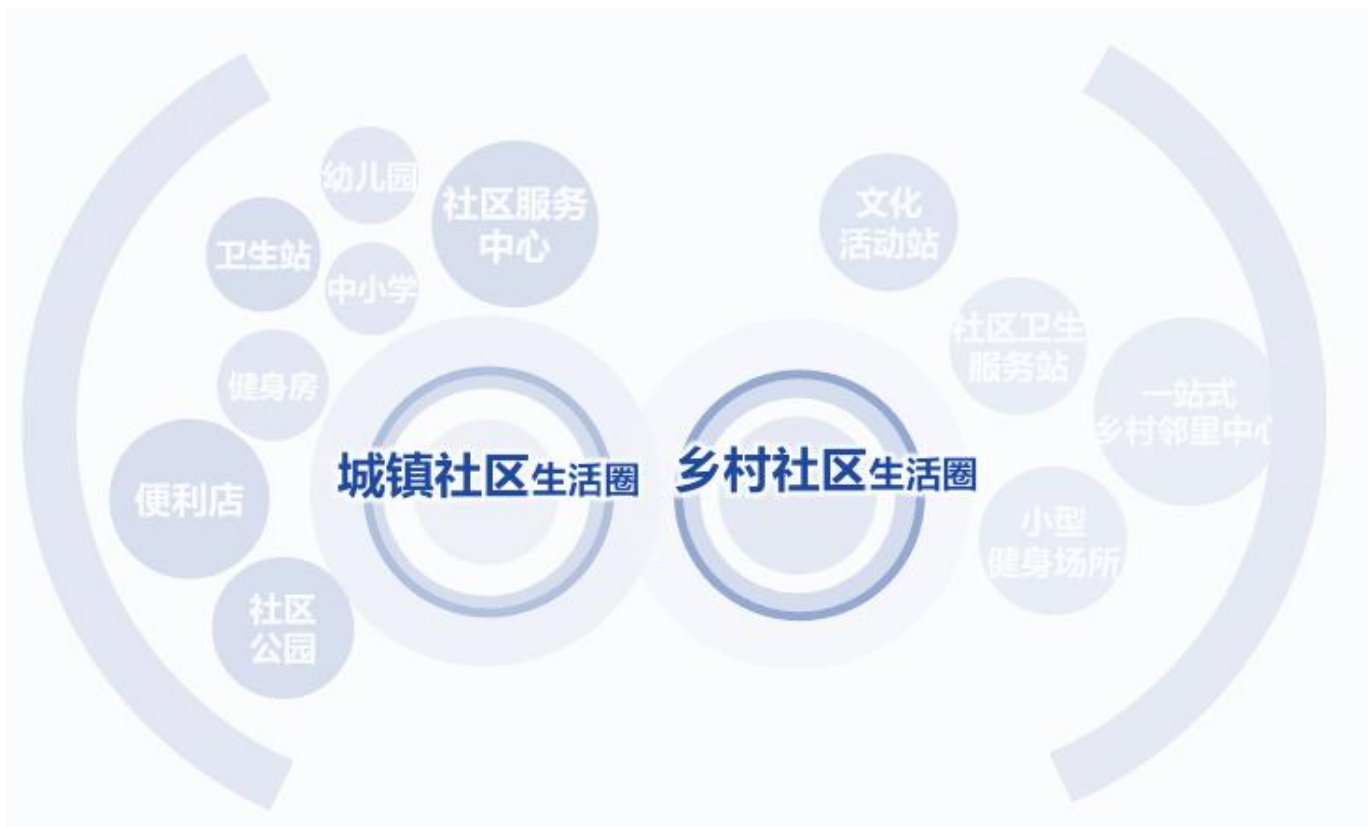 幼儿园
社区服务
中心
卫生站
中小学
健身房
便利店
社区
公园
城镇社区生活圈
乡村社区生活圈
文化
活动站
社区卫生
服务站
一站式
乡村邻里中心
小型
健身场所